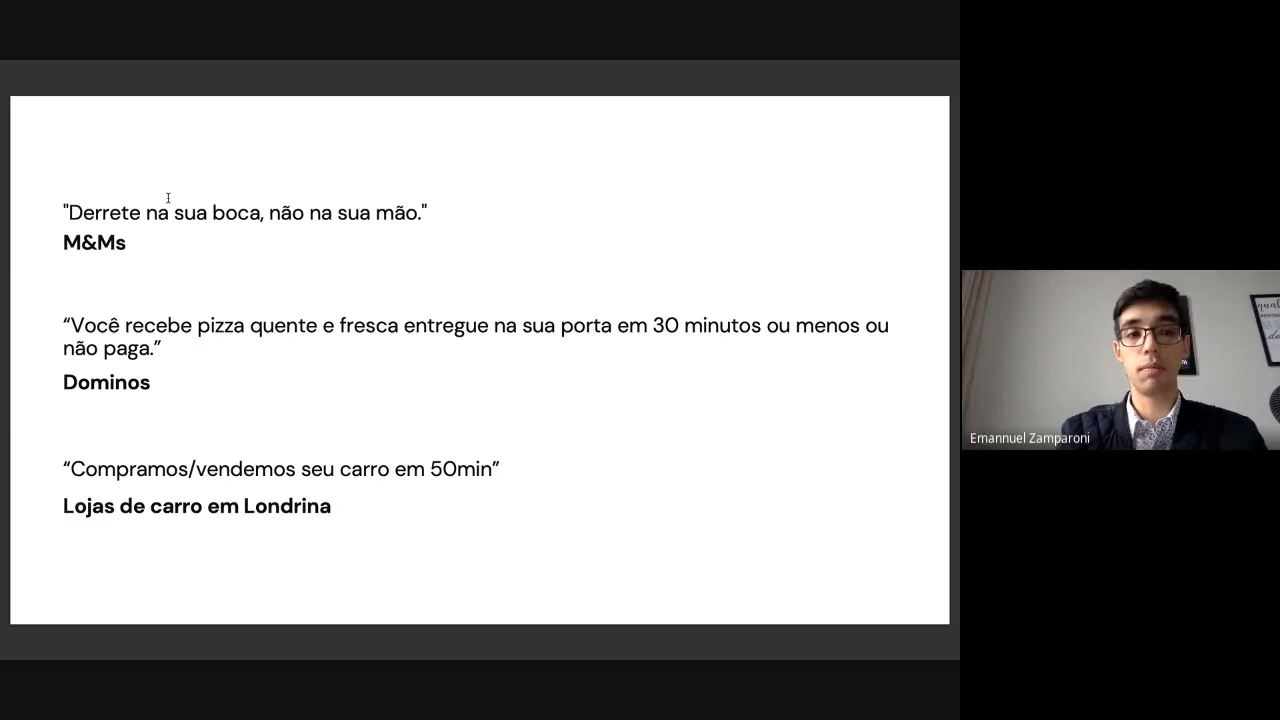 "Derrete na sua boca, não na sua mão."
M&Ms
“Você recebe pizza quente e fresca entregue na sua porta em 30 minutos ou menos ou
não paga.”
Dominos
“Compramos/vendemos seu carro em 50min”
Lojas de carro em Londrina
Emannuel Zamparoni